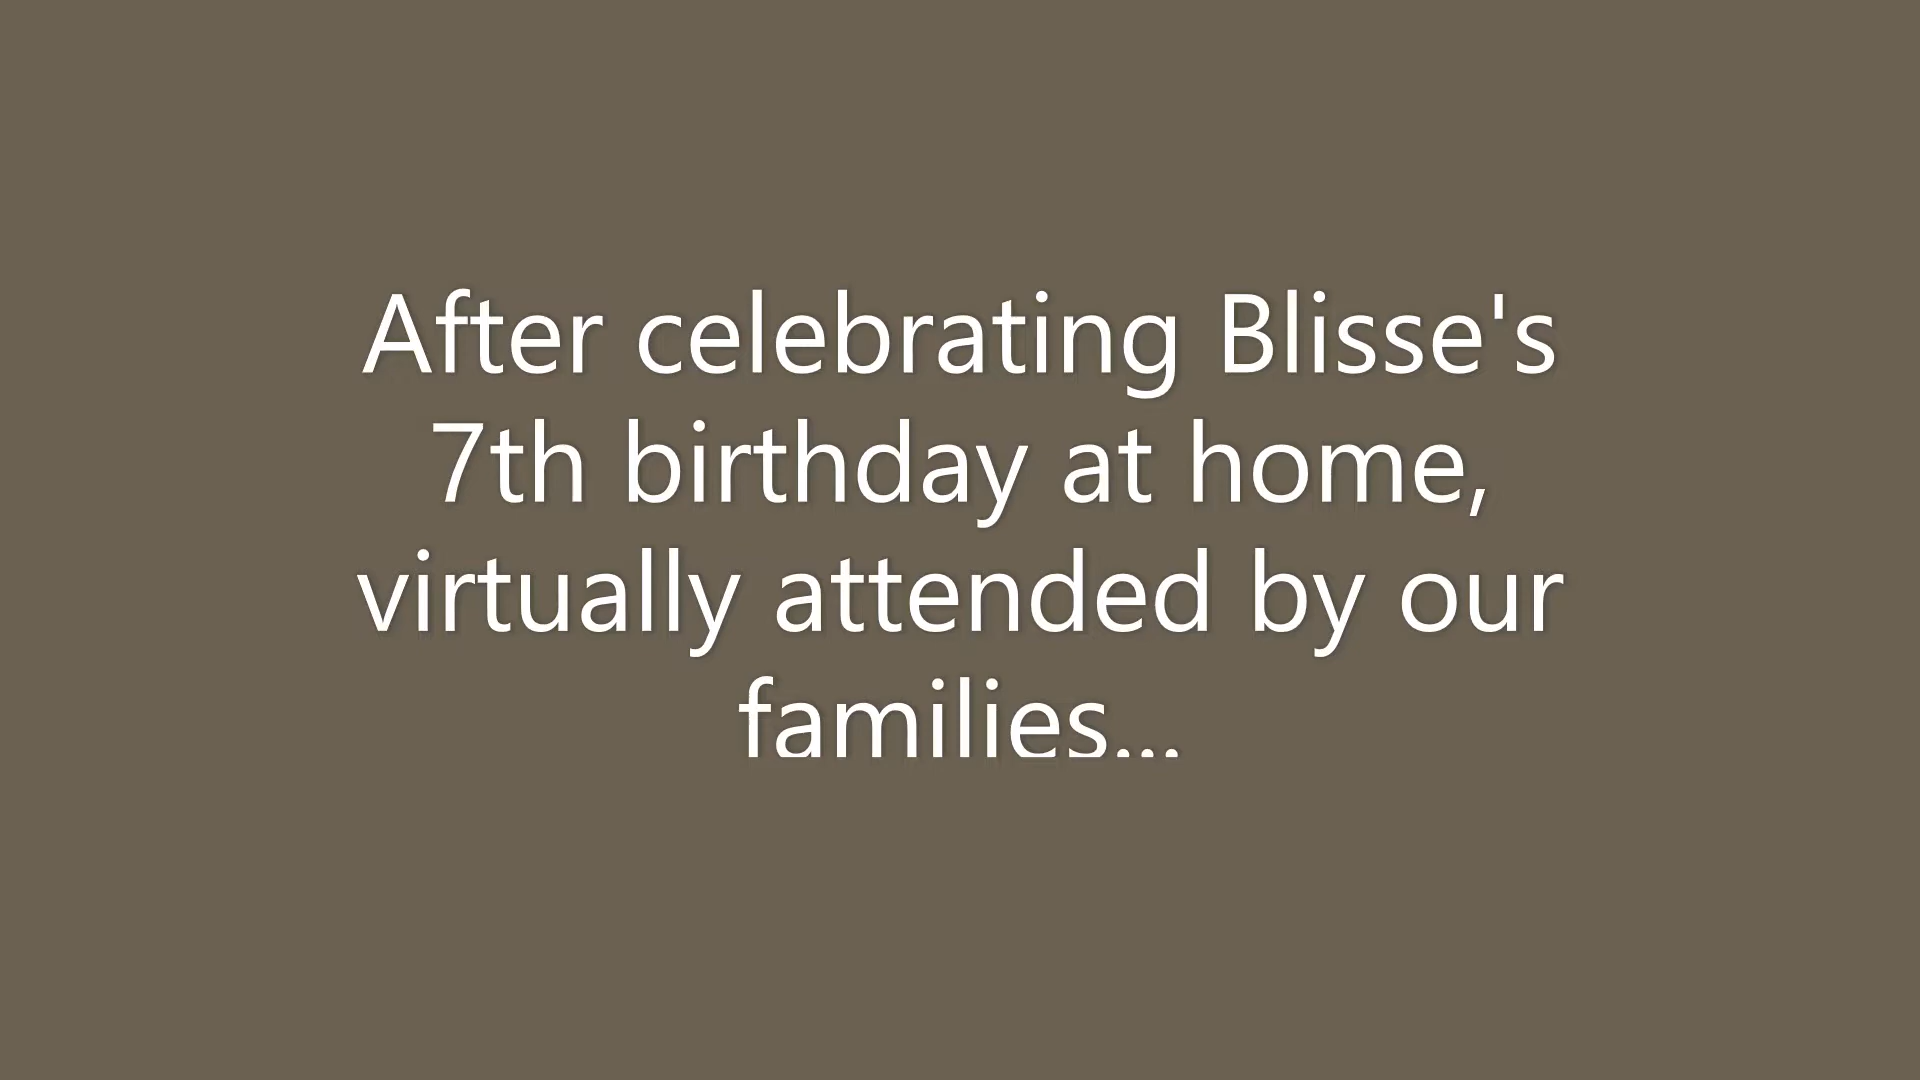 After celebrating Blisse's
7th birthday at home,
virtually attended by our
families...